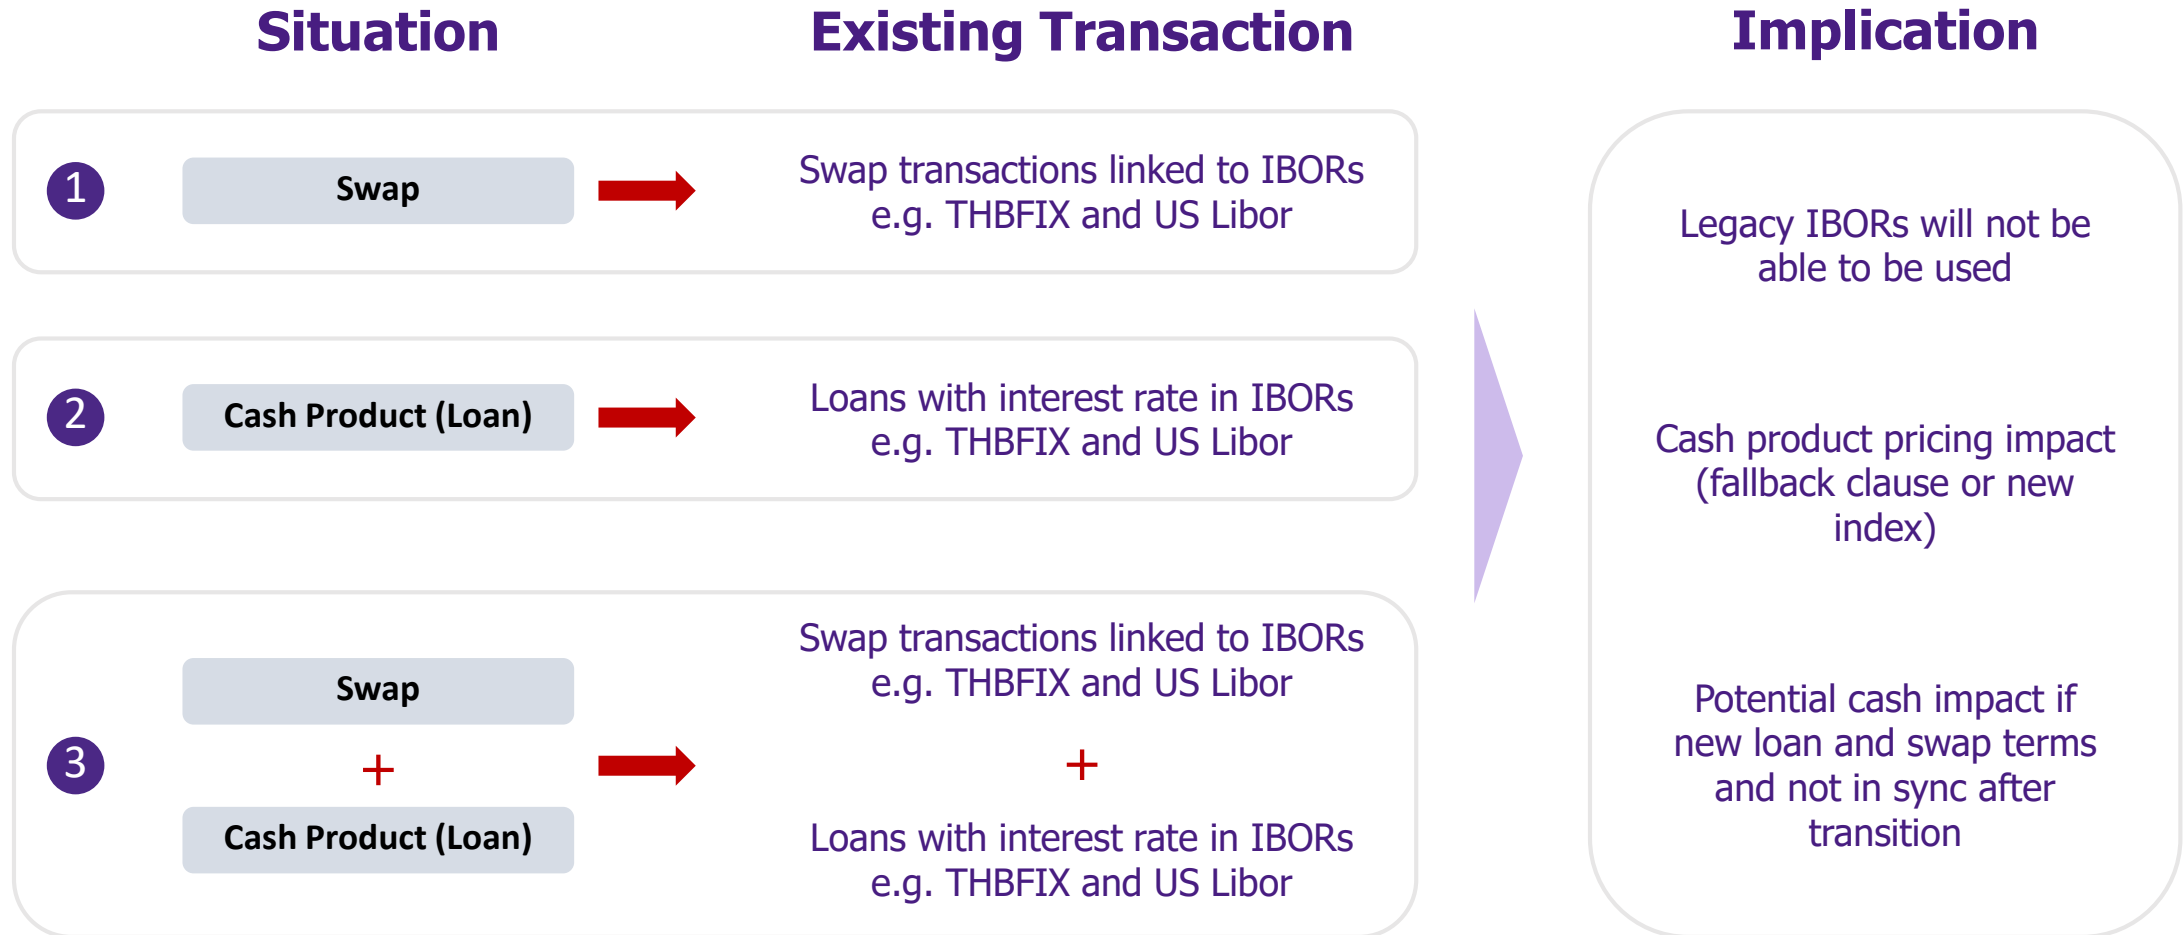 Situation
Existing Transaction
Implication
1
Swap
Swap transactions linked to IBORs
e.g. THBFIX and US Libor
2
Cash Product (Loan)
Loans with interest rate in IBORs
e.g. THBFIX and US Libor
3
Swap
+
Cash Product (Loan)
Swap transactions linked to IBORs
e.g. THBFIX and US Libor
+
Loans with interest rate in IBORs
e.g. THBFIX and US Libor
Legacy IBORs will not be
able to be used
Cash product pricing impact
(fallback clause or new
index)
Potential cash impact if
new loan and swap terms
and not in sync after
transition